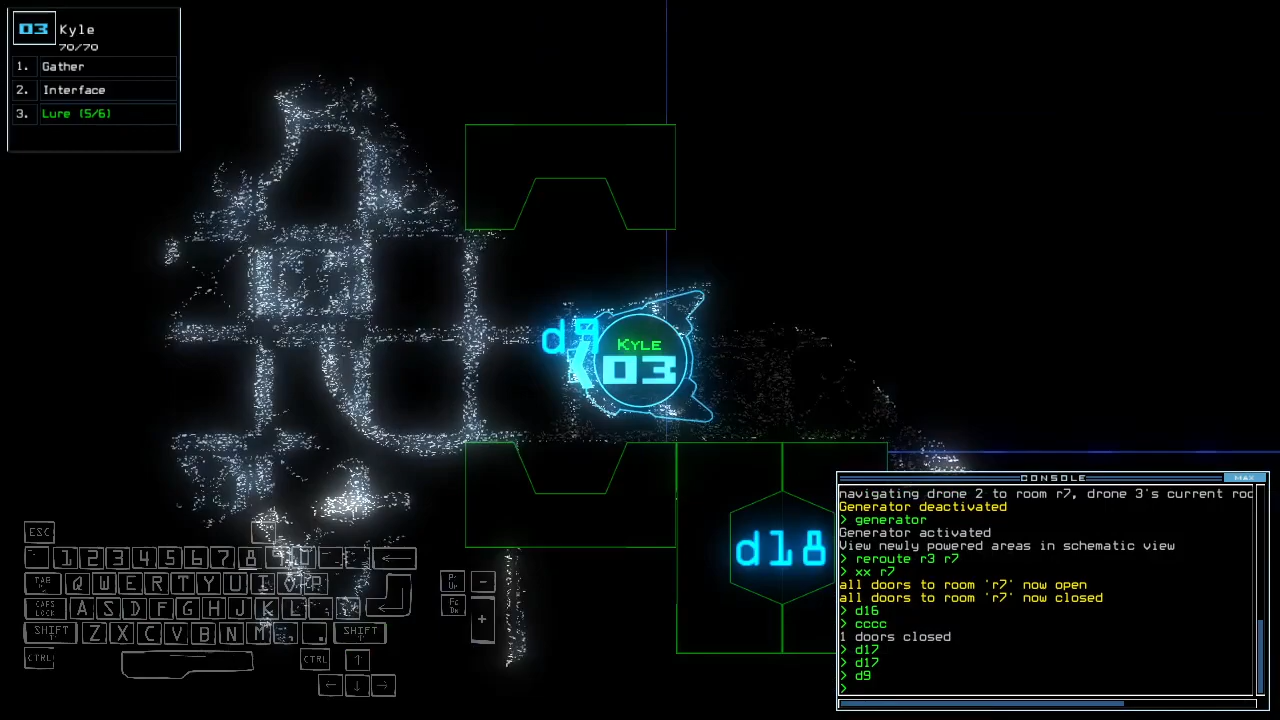 03 Kyle
70/70
1. Gather
2. Interface
3. Lure (5/6)
d9
Kyle
03
d18
CONSOLE
MAX
navigating drone 2 to room r7, drone 3's current roo
Generator deactivated
> generator
Generator activated
View newly powered areas in schematic view
> reroute r3 r7
> xx r7
all doors to room 'r7' now open
all doors to room 'r7' now closed
> d16
> cccc
1 doors closed
> d17
> d17
> d9
>
ESC
1 2 3 4 5 6 7 8
TAB Q W E R T Y U I O P
CAPS LOCK A S D F G H J K L
SHIFT Z X C V B N M SHIFT
CTRL CTRL